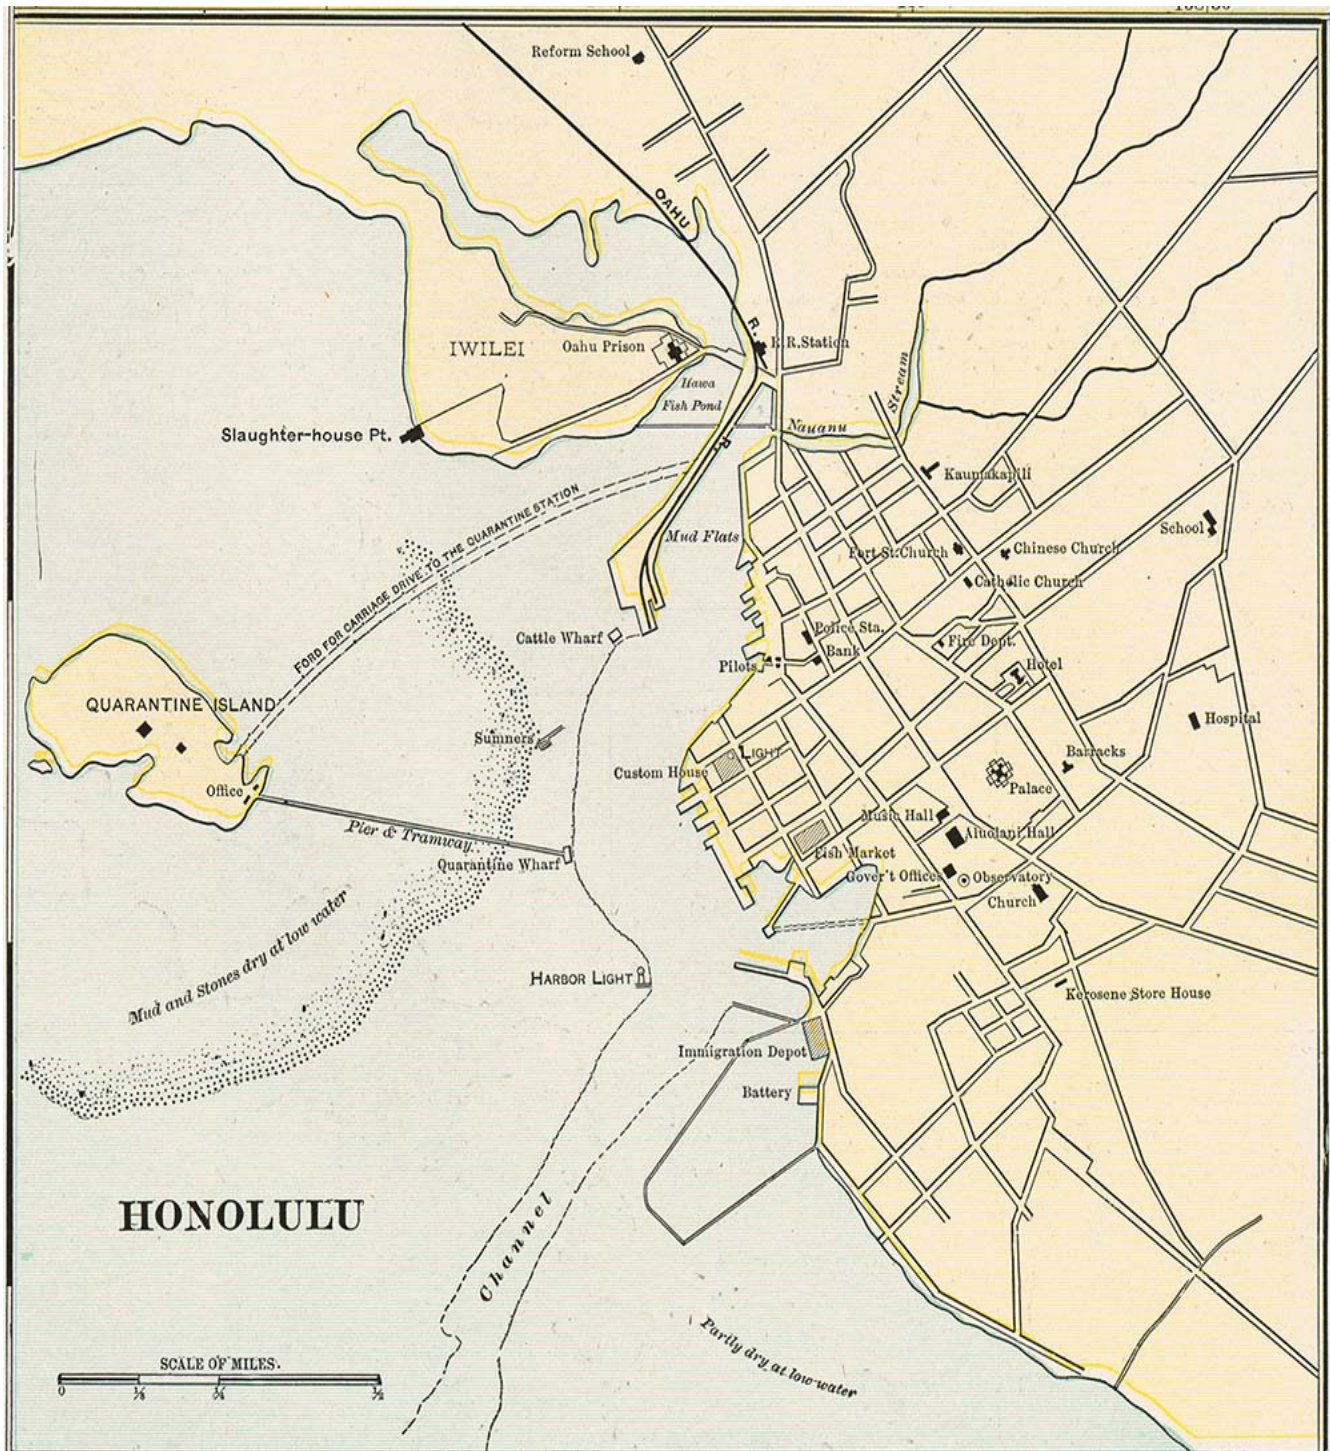 Reform School
OAHU
R.
R.R.Station
IWILEI
Oahu Prison
Hawa
Fish Pond
Stream
Slaughter-house Pt.
R.
Nauanu
Kaumakapili
FORD FOR CARRIAGE DRIVE TO THE QUARANTINE STATION
Mud Flats
School
Fort St. Church
Chinese Church
Catholic Church
Cattle Wharf
Police Sta.
Fire Dept.
Bank
Pilots
Hotel
QUARANTINE ISLAND
Hospital
Sumners
LIGHT
Barracks
Custom House
Office
Palace
Music Hall
Pier & Tramway
Aiuolani Hall
Quarantine Wharf
Fish Market
Gover't Offices
Observatory
Church
Mud and Stones dry at low water
HARBOR LIGHT
Kerosene Store House
Immigration Depot
Battery
HONOLULU
Channel
Partly dry at low water
SCALE OF MILES.
0 ⅛ ¼ ½